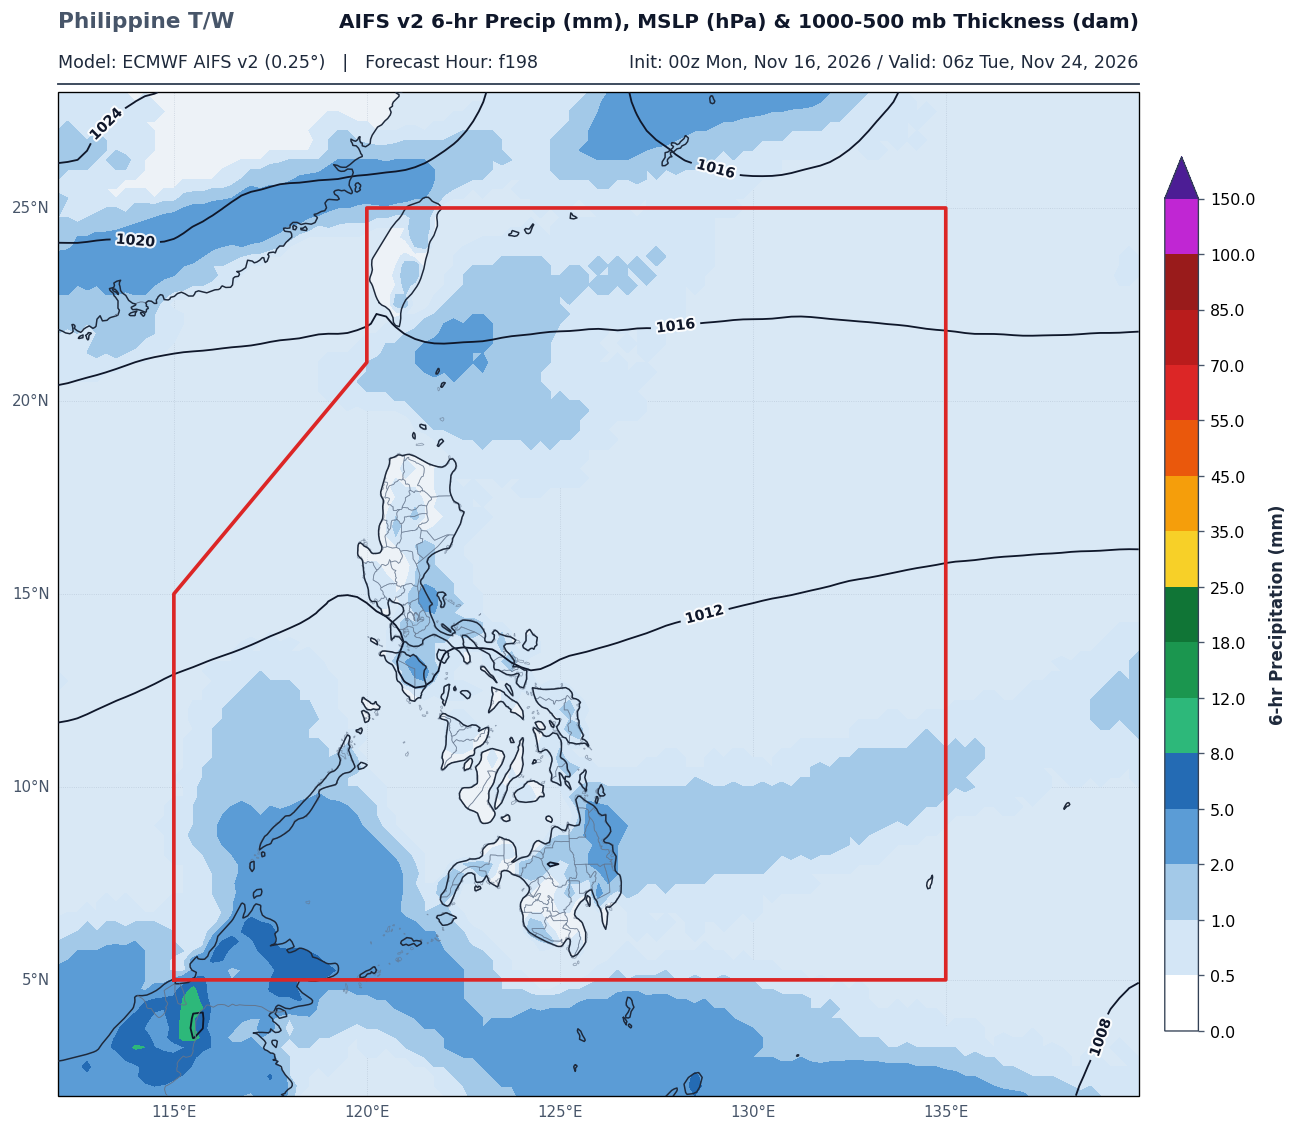 Philippine T/W
AIFS v2 6-hr Precip (mm), MSLP (hPa) & 1000-500 mb Thickness (dam)
Model: ECMWF AIFS v2 (0.25°) | Forecast Hour: f198
Init: 00z Mon, Nov 16, 2026 / Valid: 06z Tue, Nov 24, 2026
1024
1016
1020
1016
1012
1008
25°N
20°N
15°N
10°N
5°N
115°E
120°E
125°E
130°E
135°E
150.0
100.0
85.0
70.0
55.0
45.0
35.0
25.0
18.0
12.0
8.0
5.0
2.0
1.0
0.5
0.0
6-hr Precipitation (mm)